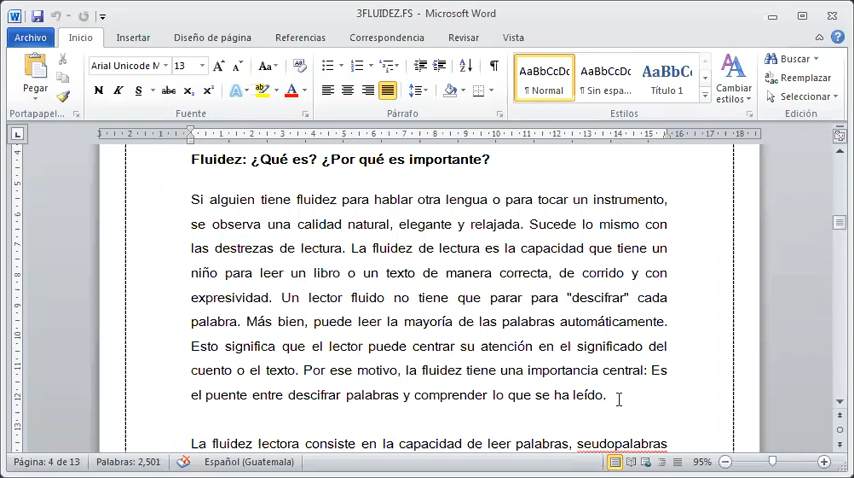 3FLUIDEZ.FS - Microsoft Word
Archivo Inicio Insertar Diseño de página Referencias Correspondencia Revisar Vista
Pegar
Arial Unicode M 13
N K S abc x₂ x² A ab A
Aa
AaBbCcDc AaBbCcDc AaBbCc
¶ Normal ¶ Sin espa... Título 1
Cambiar estilos
Buscar
Reemplazar
Seleccionar
Portapapel... Fuente Párrafo Estilos Edición
Fluidez: ¿Qué es? ¿Por qué es importante?
Si alguien tiene fluidez para hablar otra lengua o para tocar un instrumento,
se observa una calidad natural, elegante y relajada. Sucede lo mismo con
las destrezas de lectura. La fluidez de lectura es la capacidad que tiene un
niño para leer un libro o un texto de manera correcta, de corrido y con
expresividad. Un lector fluido no tiene que parar para "descifrar" cada
palabra. Más bien, puede leer la mayoría de las palabras automáticamente.
Esto significa que el lector puede centrar su atención en el significado del
cuento o el texto. Por ese motivo, la fluidez tiene una importancia central: Es
el puente entre descifrar palabras y comprender lo que se ha leído.
La fluidez lectora consiste en la capacidad de leer palabras, seudopalabras
Página: 4 de 13 Palabras: 2,501 Español (Guatemala) 95%